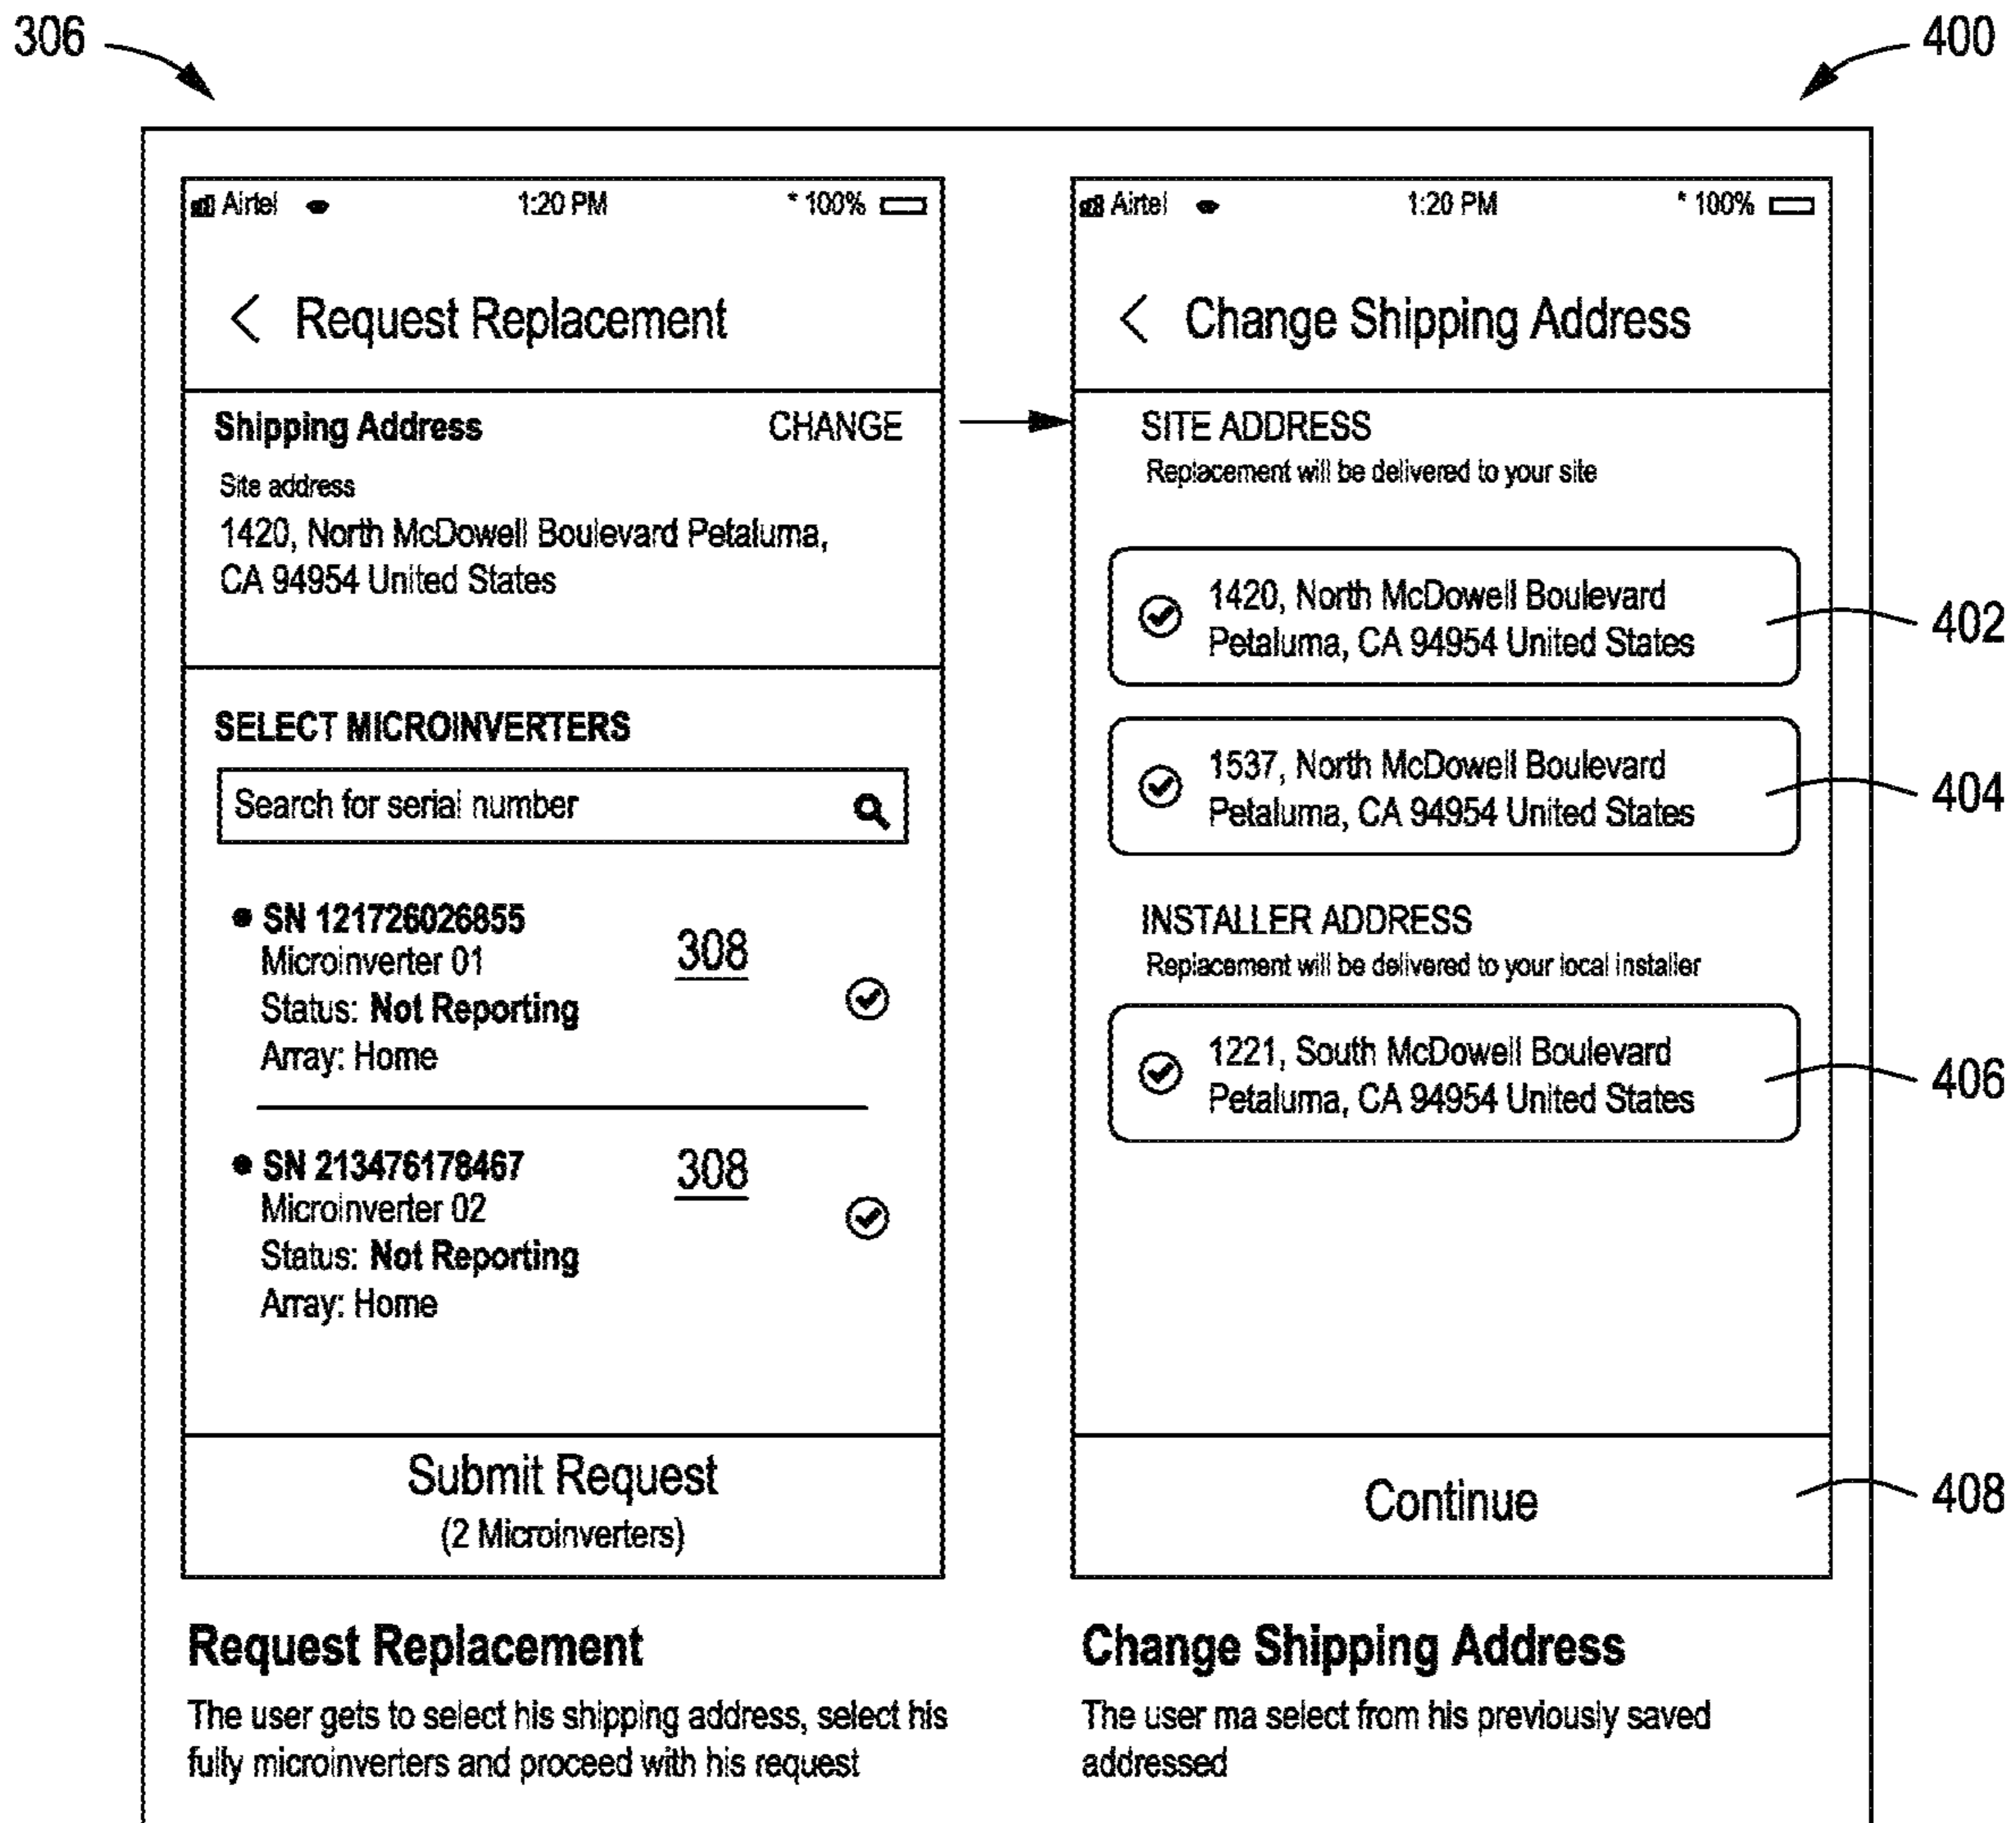 306
400
Airtel 1:20 PM * 100%
< Request Replacement
Shipping Address CHANGE
Site address
1420, North McDowell Boulevard Petaluma,
CA 94954 United States
SELECT MICROINVERTERS
Search for serial number
SN 121726026855
308
Microinverter 01
Status: Not Reporting
Array: Home
SN 213476178467
308
Microinverter 02
Status: Not Reporting
Array: Home
Submit Request
(2 Microinverters)
Request Replacement
The user gets to select his shipping address, select his
fully microinverters and proceed with his request
Airtel 1:20 PM * 100%
< Change Shipping Address
SITE ADDRESS
Replacement will be delivered to your site
1420, North McDowell Boulevard
Petaluma, CA 94954 United States
402
1537, North McDowell Boulevard
Petaluma, CA 94954 United States
404
INSTALLER ADDRESS
Replacement will be delivered to your local installer
1221, South McDowell Boulevard
Petaluma, CA 94954 United States
406
Continue
408
Change Shipping Address
The user ma select from his previously saved
addressed